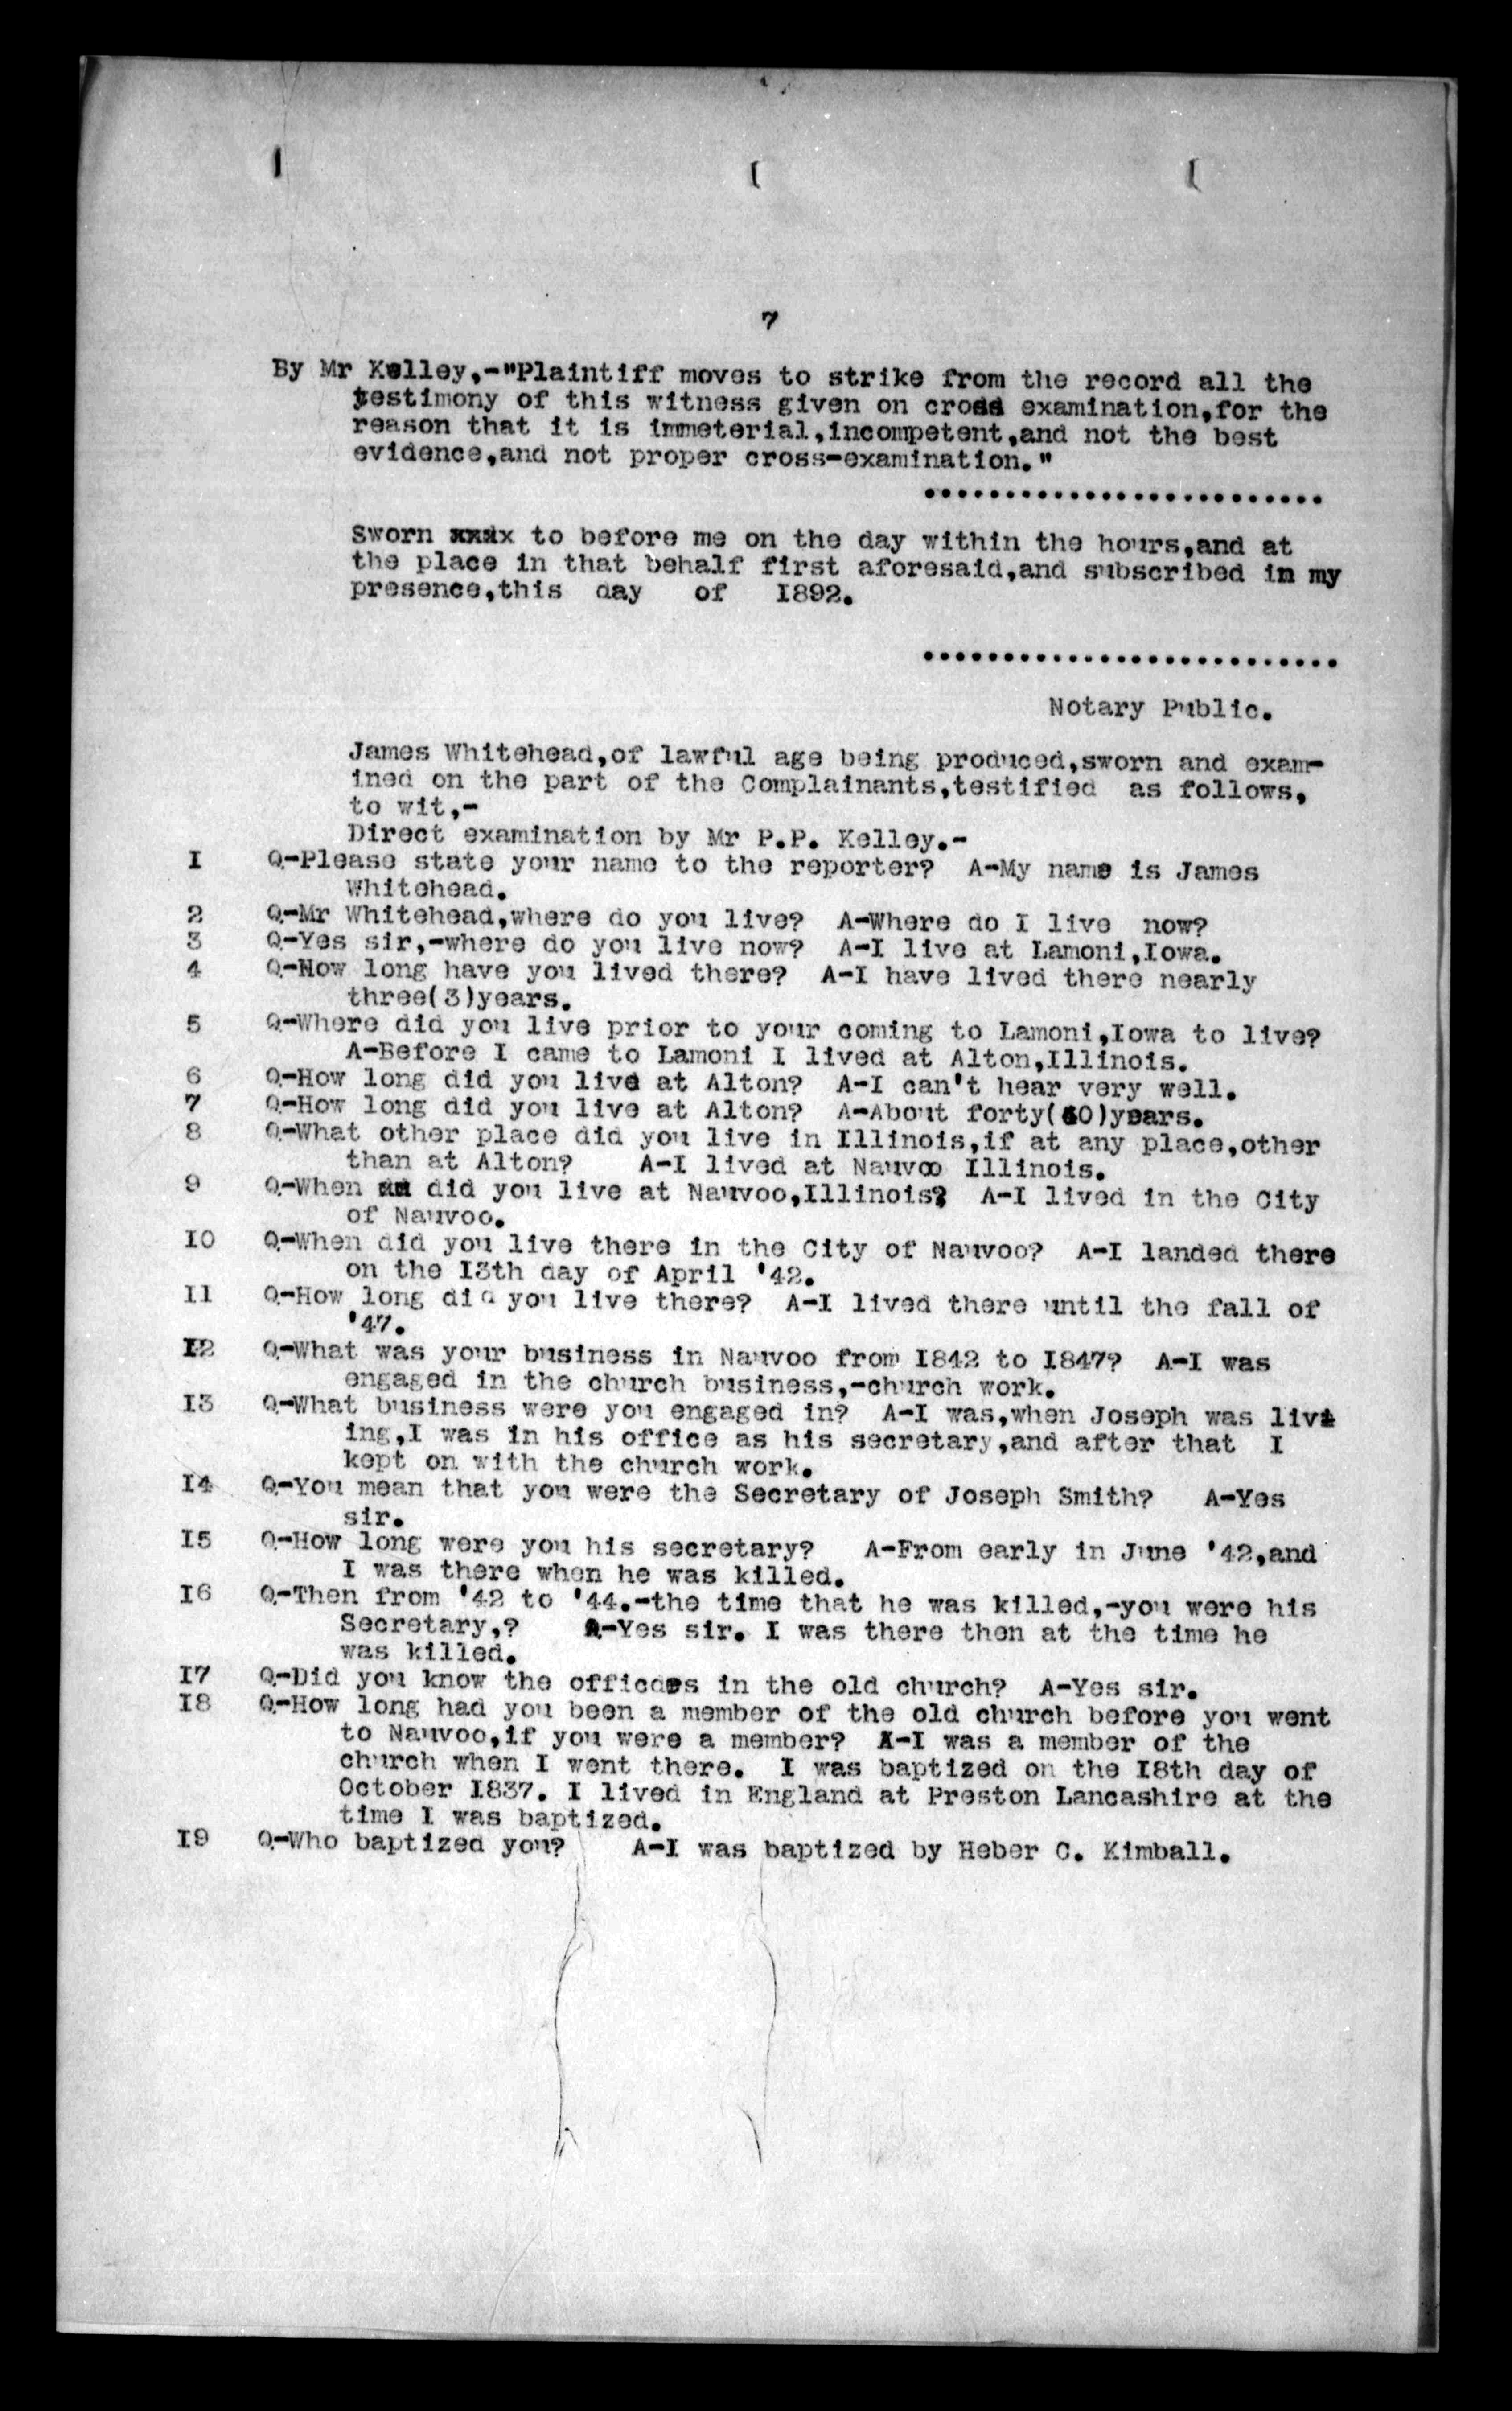 7
By Mr Kelley,-"Plaintiff moves to strike from the record all the
testimony of this witness given on cross examination,for the
reason that it is immeterial,incompetent,and not the best
evidence,and not proper cross-examination."
.........................
Sworn xxxx to before me on the day within the hours,and at
the place in that behalf first aforesaid,and subscribed in my
presence,this day of 1892.
..........................
Notary Public.
James Whitehead,of lawful age being produced,sworn and exam-
ined on the part of the Complainants,testified as follows,
to wit,-
Direct examination by Mr P.P. Kelley.-
I Q-Please state your name to the reporter? A-My name is James
Whitehead.
2 Q-Mr Whitehead,where do you live? A-Where do I live now?
3 Q-Yes sir,-where do you live now? A-I live at Lamoni,Iowa.
4 Q-How long have you lived there? A-I have lived there nearly
three(3)years.
5 Q-Where did you live prior to your coming to Lamoni,Iowa to live?
A-Before I came to Lamoni I lived at Alton,Illinois.
6 Q-How long did you live at Alton? A-I can't hear very well.
7 Q-How long did you live at Alton? A-About forty(40)years.
8 Q-What other place did you live in Illinois,if at any place,other
than at Alton? A-I lived at Nauvoo Illinois.
9 Q-When did you live at Nauvoo,Illinois? A-I lived in the City
of Nauvoo.
I0 Q-When did you live there in the City of Nauvoo? A-I landed there
on the I3th day of April '42.
II Q-How long did you live there? A-I lived there until the fall of
'47.
I2 Q-What was your business in Nauvoo from I842 to I847? A-I was
engaged in the church business,-church work.
I3 Q-What business were you engaged in? A-I was,when Joseph was liv-
ing,I was in his office as his secretary,and after that I
kept on with the church work.
I4 Q-You mean that you were the Secretary of Joseph Smith? A-Yes
sir.
I5 Q-How long were you his secretary? A-From early in June '42,and
I was there when he was killed.
I6 Q-Then from '42 to '44.-the time that he was killed,-you were his
Secretary,? A-Yes sir. I was there then at the time he
was killed.
I7 Q-Did you know the officers in the old church? A-Yes sir.
I8 Q-How long had you been a member of the old church before you went
to Nauvoo,if you were a member? A-I was a member of the
church when I went there. I was baptized on the I8th day of
October I837. I lived in England at Preston Lancashire at the
time I was baptized.
I9 Q-Who baptized you? A-I was baptized by Heber C. Kimball.